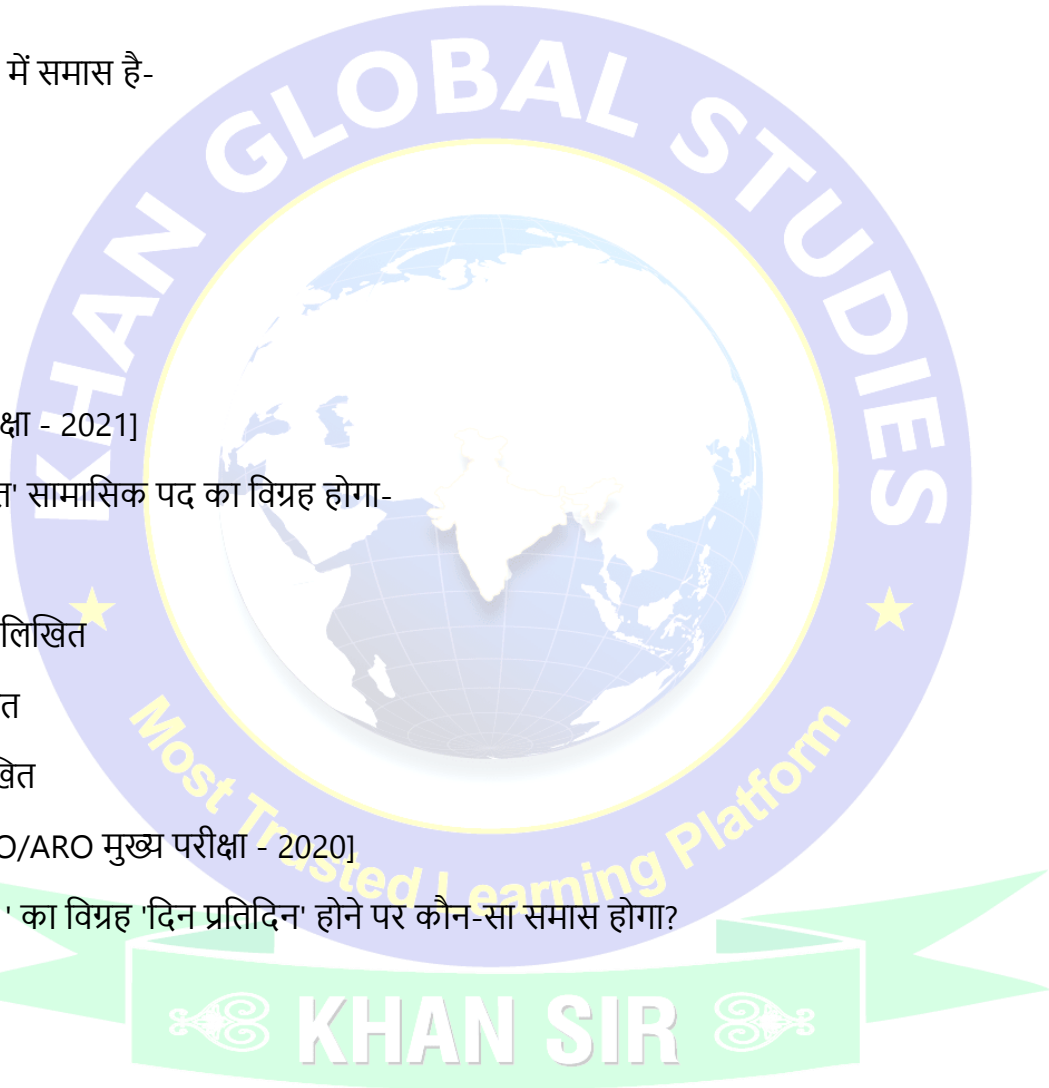 में समास है-
क्षा - 2021]
त' सामासिक पद का विग्रह होगा-
लिखित
त
खित
O/ARO मुख्य परीक्षा - 2020]
' का विग्रह 'दिन प्रतिदिन' होने पर कौन-सा समास होगा?
KHAN GLOBAL STUDIES
Most Trusted Learning Platform
KHAN SIR